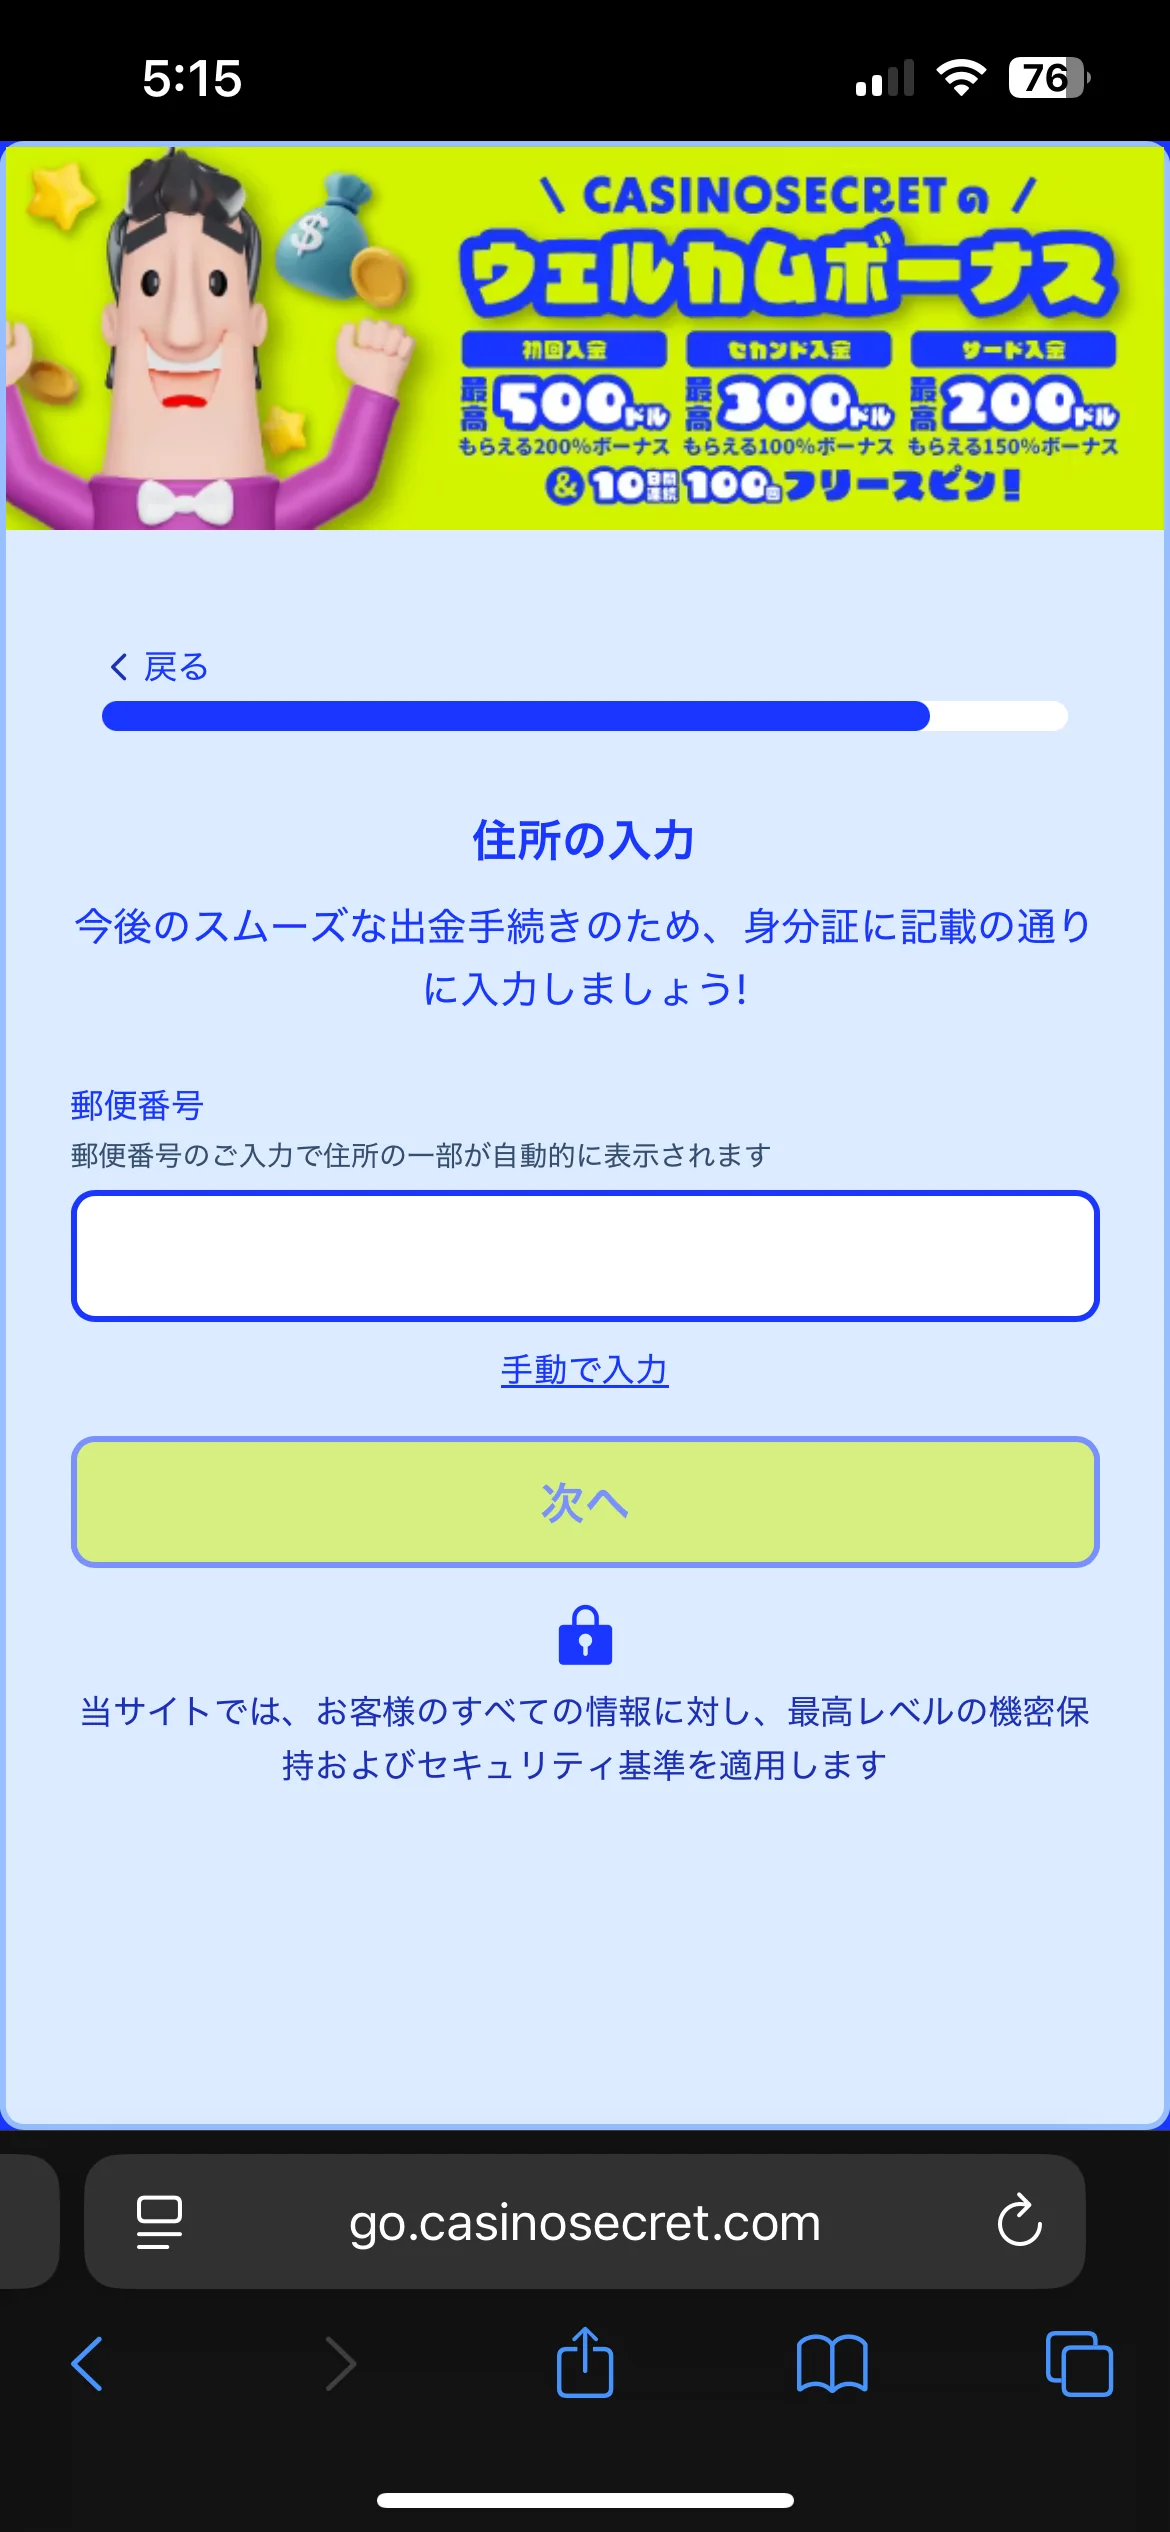 5:15
76
\ CASINOSECRETの /
ウェルカムボーナス
初回入金 セカンド入金 サード入金
最高500ドル 最高300ドル 最高200ドル
もらえる200%ボーナス もらえる100%ボーナス もらえる150%ボーナス
&10日間連続100回フリースピン!
戻る
住所の入力
今後のスムーズな出金手続きのため、身分証に記載の通り
に入力しましょう!
郵便番号
郵便番号のご入力で住所の一部が自動的に表示されます
手動で入力
次へ
当サイトでは、お客様のすべての情報に対し、最高レベルの機密保
持およびセキュリティ基準を適用します
go.casinosecret.com